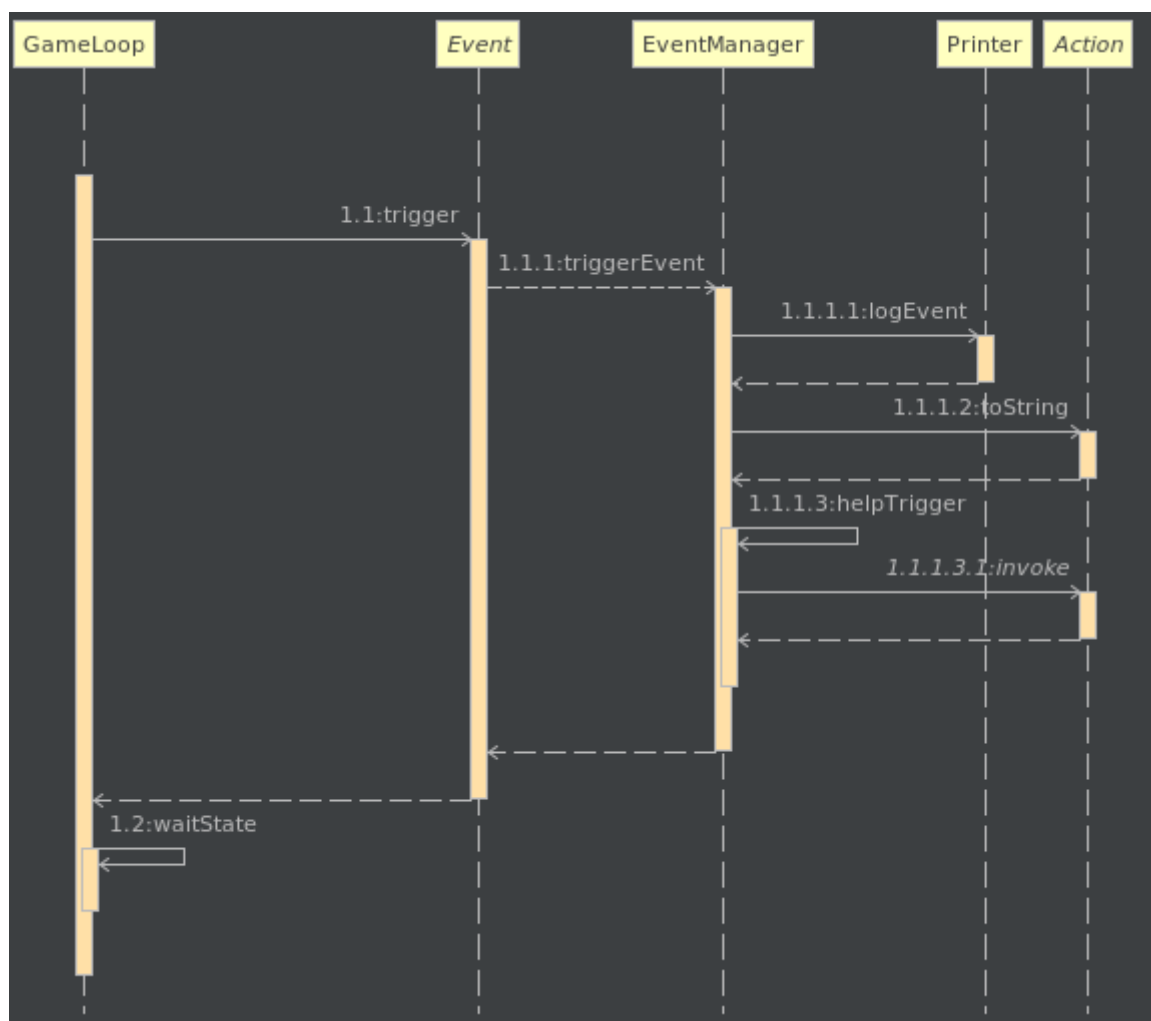 GameLoop
Event
EventManager
Printer
Action
1.1:trigger
1.1.1:triggerEvent
1.1.1.1:logEvent
1.1.1.2:toString
1.1.1.3:helpTrigger
1.1.1.3.1:invoke
1.2:waitState